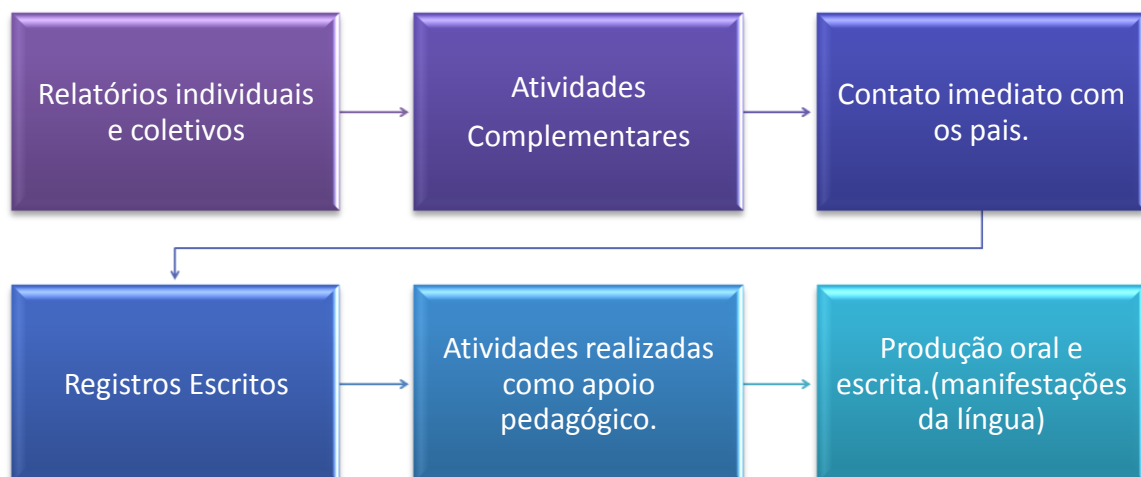 Relatórios individuais
e coletivos
Atividades
Complementares
Contato imediato com
os pais.
Registros Escritos
Atividades realizadas
como apoio
pedagógico.
Produção oral e
escrita.(manifestações
da língua)